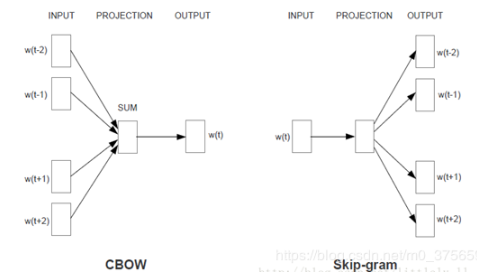 INPUT PROJECTION OUTPUT
w(t-2)
w(t-1)
SUM
w(t)
w(t+1)
w(t+2)
CBOW
INPUT PROJECTION OUTPUT
w(t-2)
w(t-1)
w(t)
w(t+1)
w(t+2)
Skip-gram
https://blog.csdn.net/m0_37565